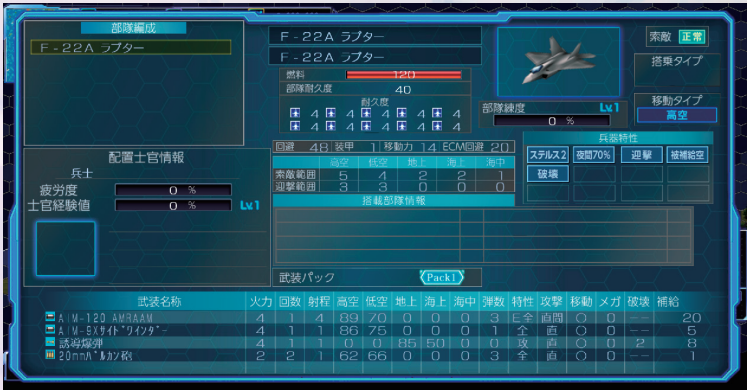 部隊編成
F-22A ラプター
F-22A ラプター
F-22A ラプター
索敵 正常
搭乗タイプ
移動タイプ
高空
燃料 120
部隊耐久度 40
耐久度
4 4 4 4 4
4 4 4 4 4
部隊練度 Lv.1
0 %
回避 48 装甲 1 移動力 14 ECM回避 20
高空 低空 地上 海上 海中
索敵範囲 5 4 2 2 1
迎撃範囲 3 3 0 0 0
兵器特性
ステルス2 夜間70% 迎撃 被補給空
破壊
配置士官情報
兵士
疲労度 0 %
士官経験値 0 % Lv.1
搭載部隊情報
武装パック Pack1
武装名称 火力 回数 射程 高空 低空 地上 海上 海中 弾数 特性 攻撃 移動 メガ 破壊 補給
AIM-120 AMRAAM 4 1 4 89 70 0 0 0 3 E全 直間 〇 0 -- 20
AIM-9Xサイドワインダー 4 1 1 86 75 0 0 0 1 全 直 〇 0 -- 5
誘導爆弾 4 1 1 0 0 85 50 0 0 攻 直 〇 0 2 8
20mmバルカン砲 2 2 1 62 66 0 0 0 3 全 直 〇 0 -- 1